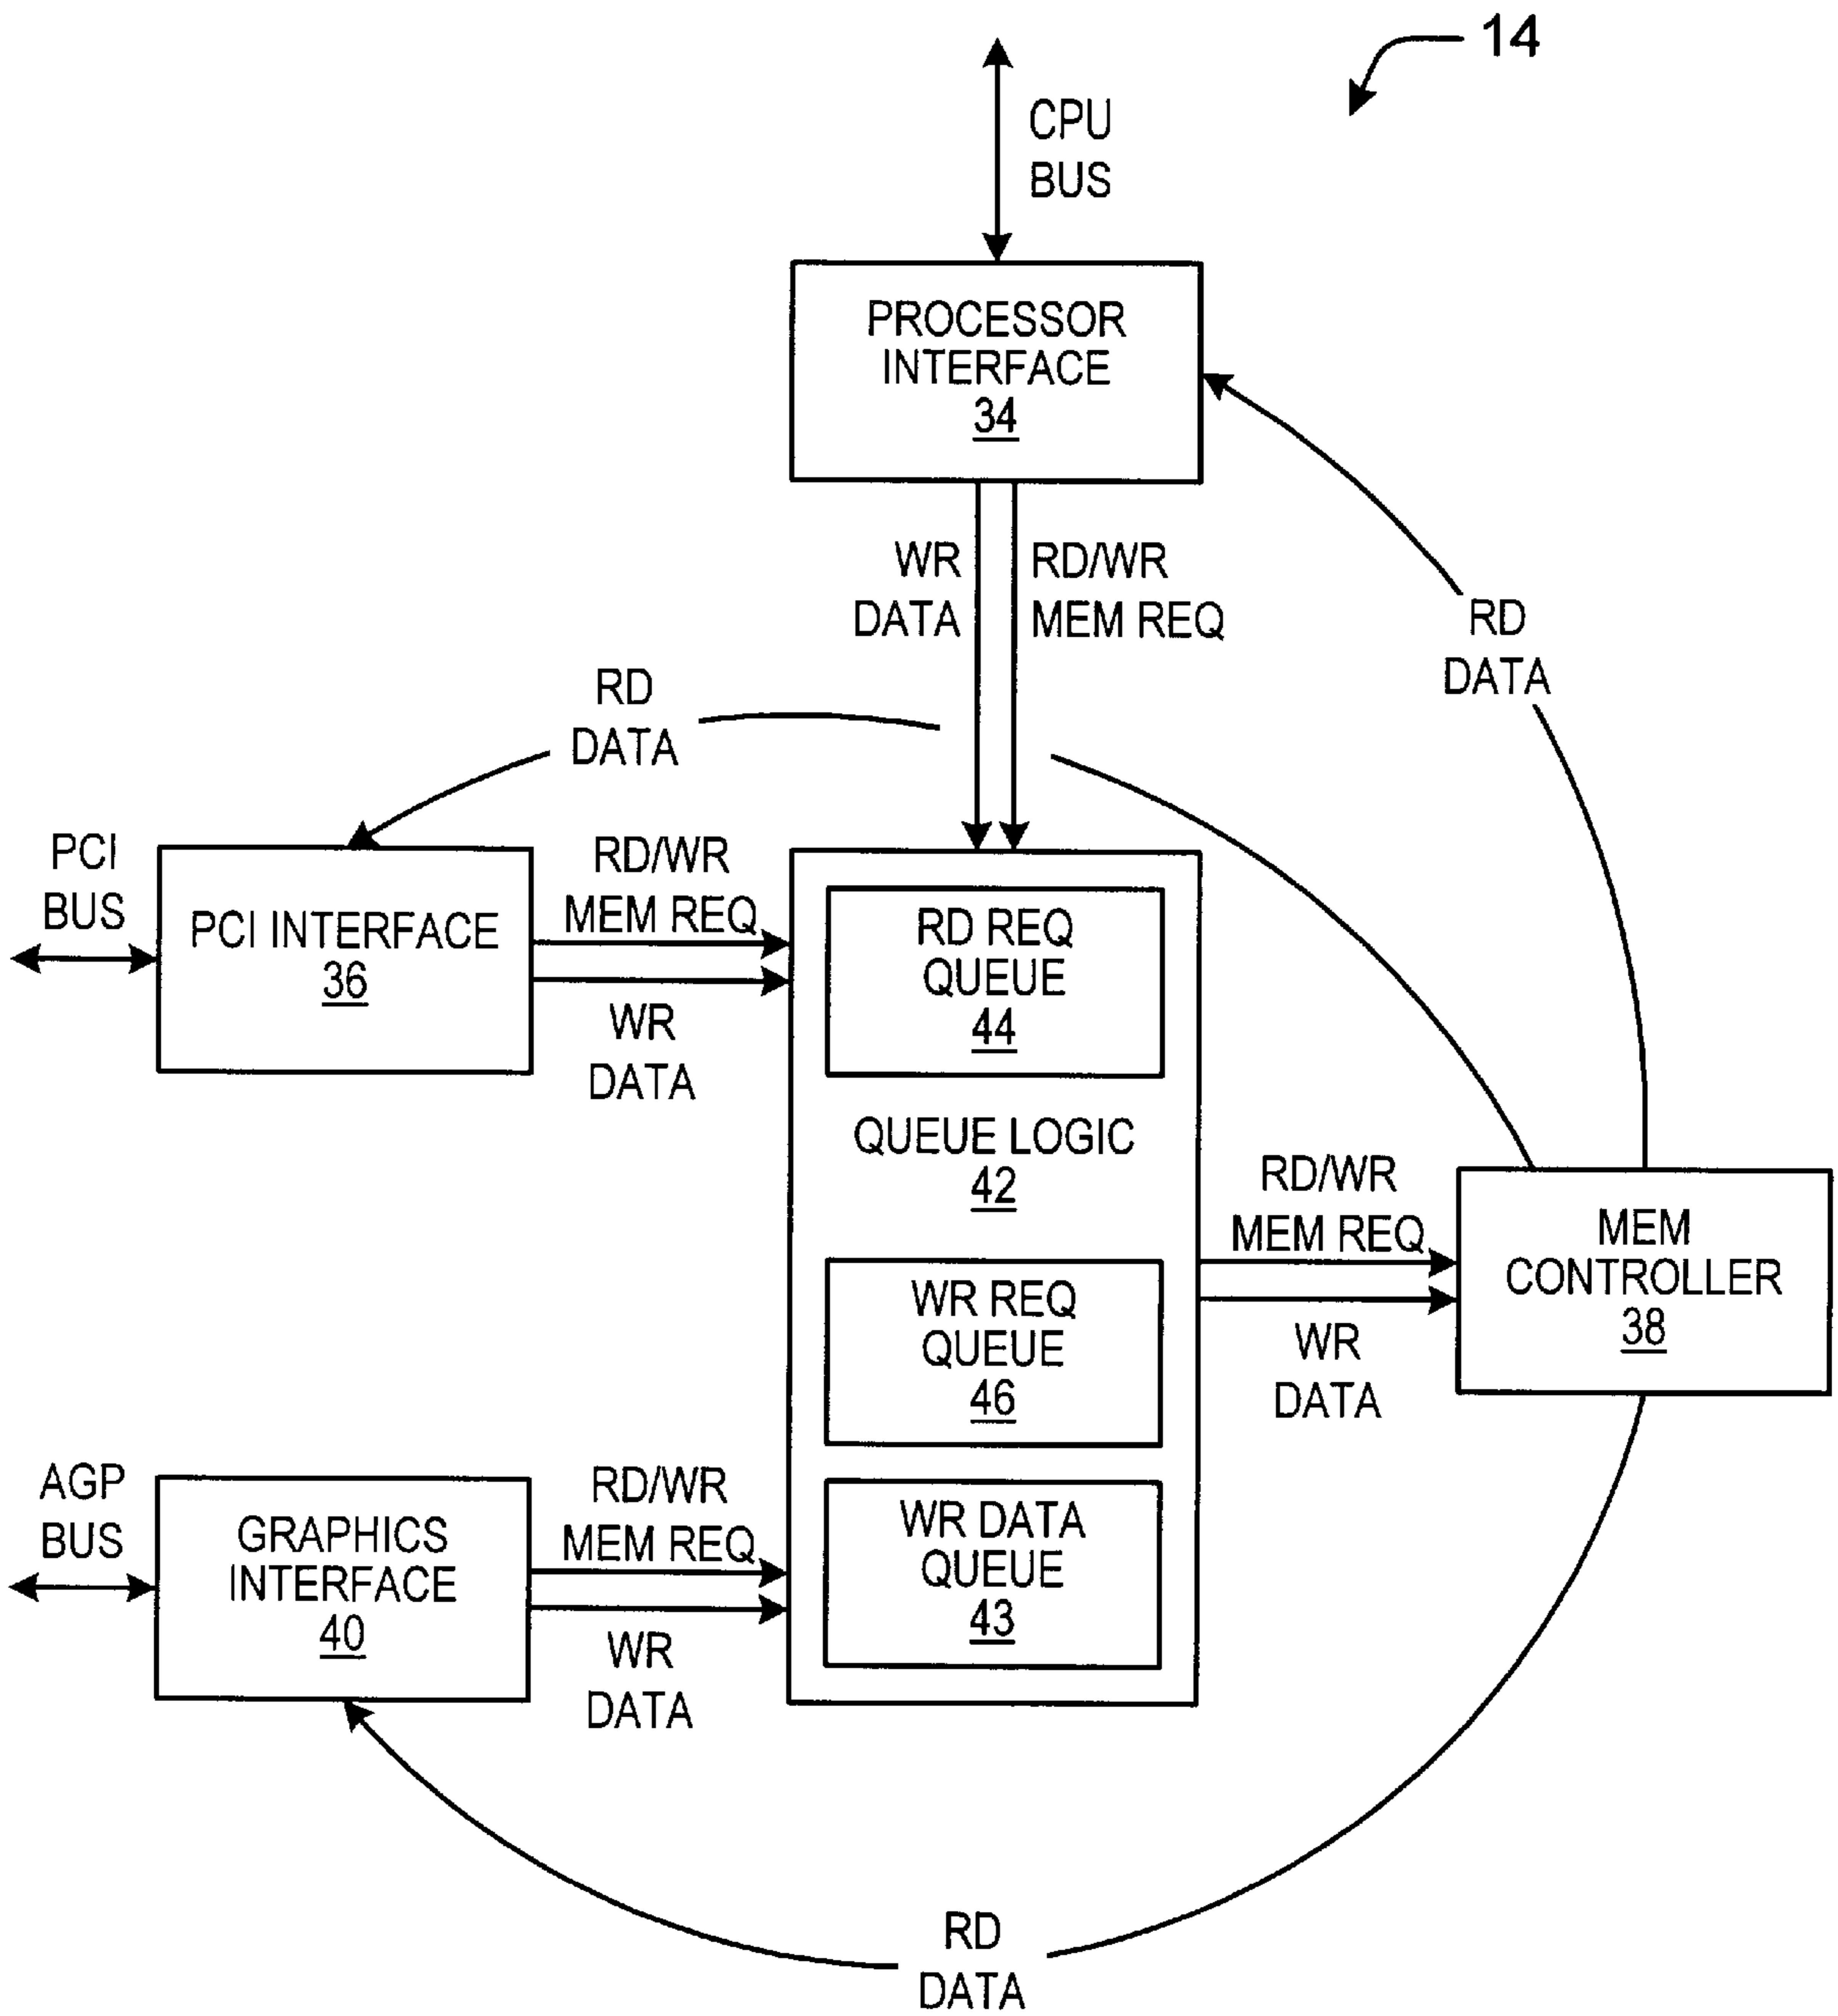 14
CPU
BUS
PROCESSOR
INTERFACE
34
WR
DATA
RD/WR
MEM REQ
RD
DATA
RD
DATA
PCI
BUS
PCI INTERFACE
36
RD/WR
MEM REQ
WR
DATA
RD REQ
QUEUE
44
QUEUE LOGIC
42
RD/WR
MEM REQ
WR
DATA
MEM
CONTROLLER
38
WR REQ
QUEUE
46
AGP
BUS
GRAPHICS
INTERFACE
40
RD/WR
MEM REQ
WR
DATA
WR DATA
QUEUE
43
RD
DATA